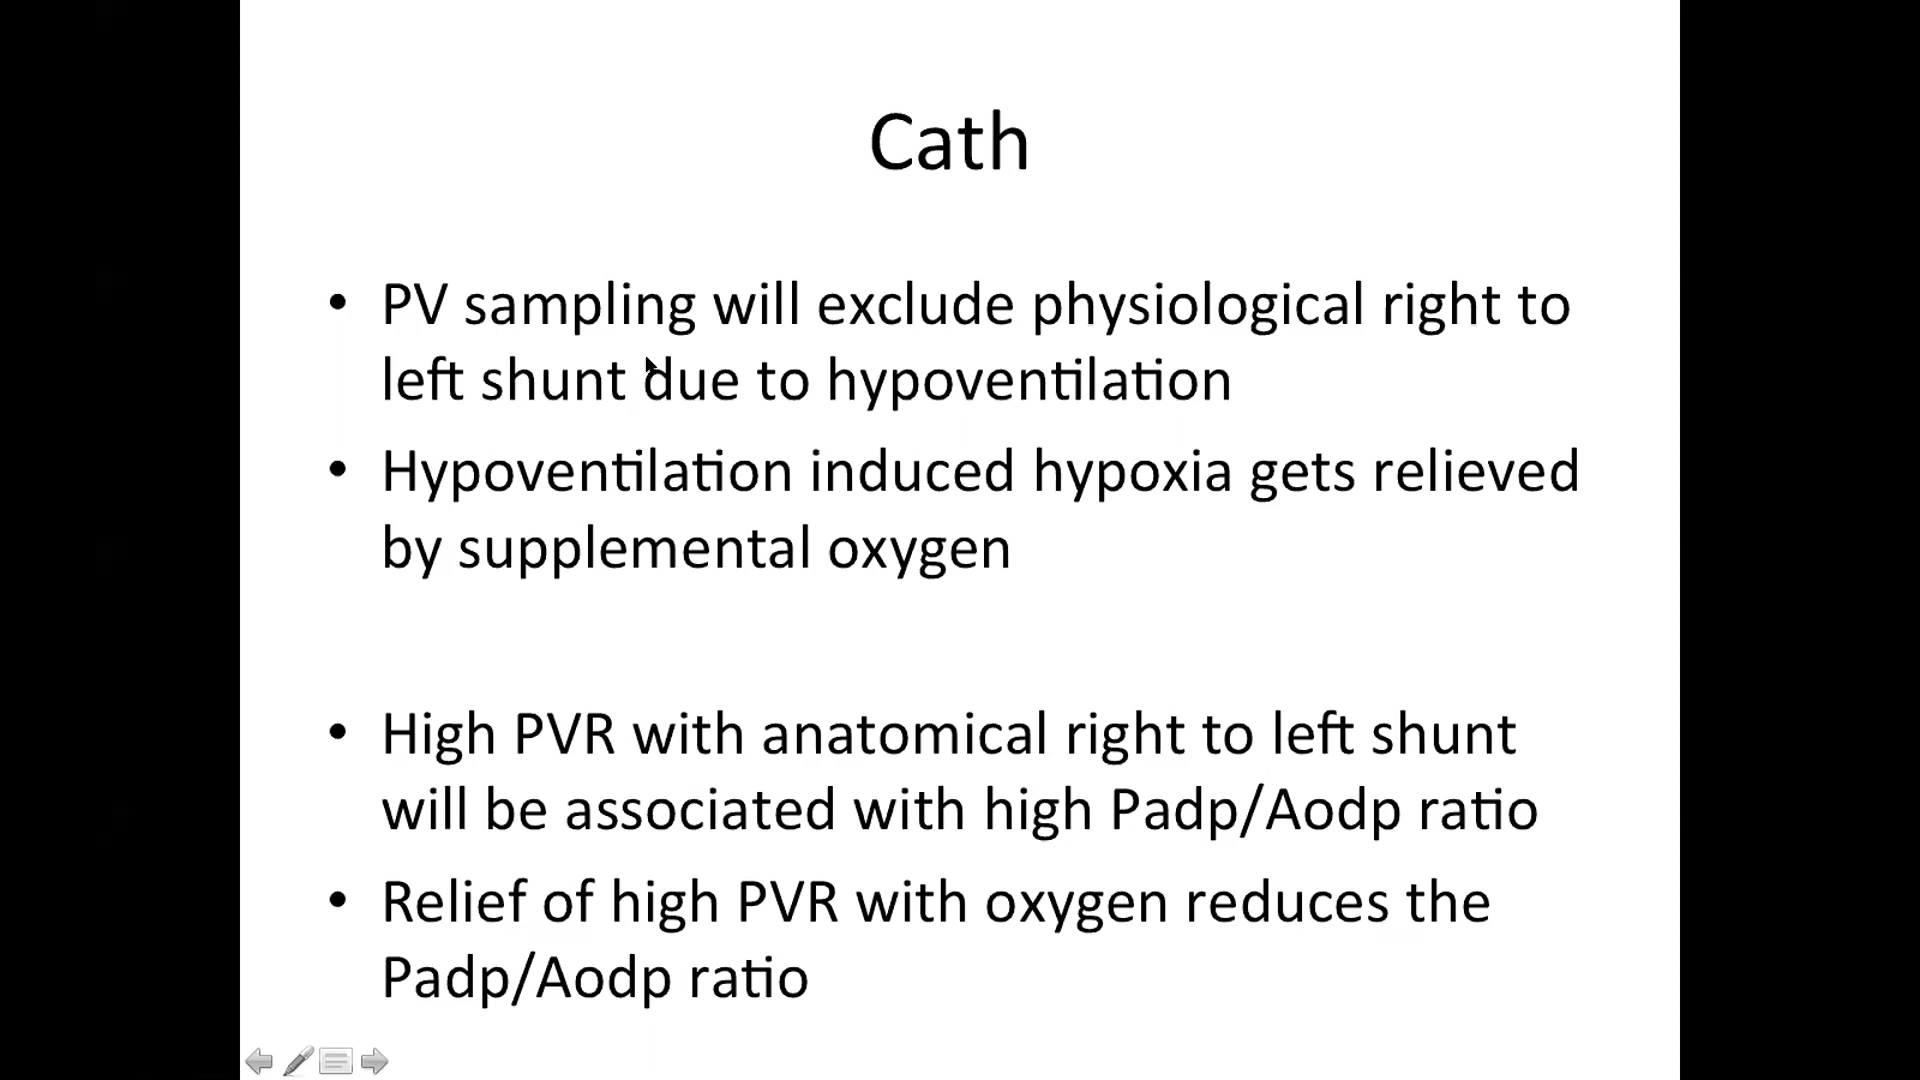 Cath
• PV sampling will exclude physiological right to
left shunt due to hypoventilation
• Hypoventilation induced hypoxia gets relieved
by supplemental oxygen
• High PVR with anatomical right to left shunt
will be associated with high Padp/Aodp ratio
• Relief of high PVR with oxygen reduces the
Padp/Aodp ratio